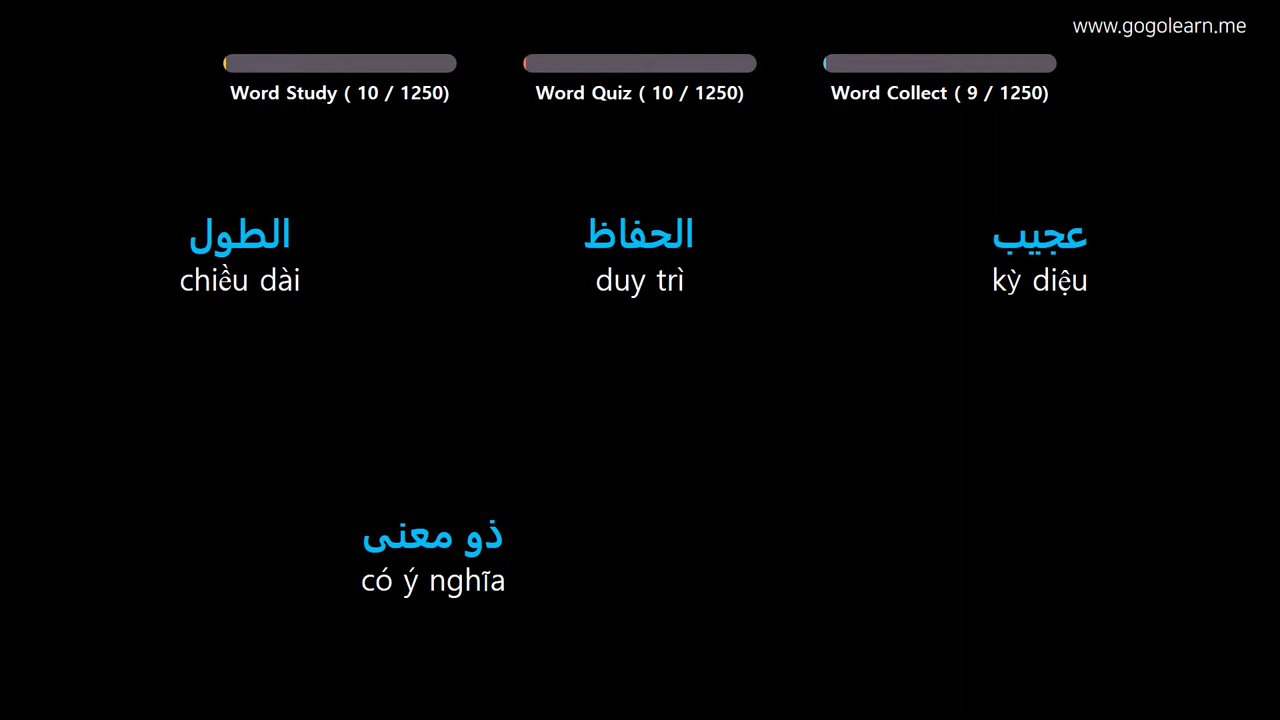 www.gogolearn.me
Word Study ( 10 / 1250)
Word Quiz ( 10 / 1250)
Word Collect ( 9 / 1250)
الطول
chiều dài
الحفاظ
duy trì
عجيب
kỳ diệu
ذو معنى
có ý nghĩa